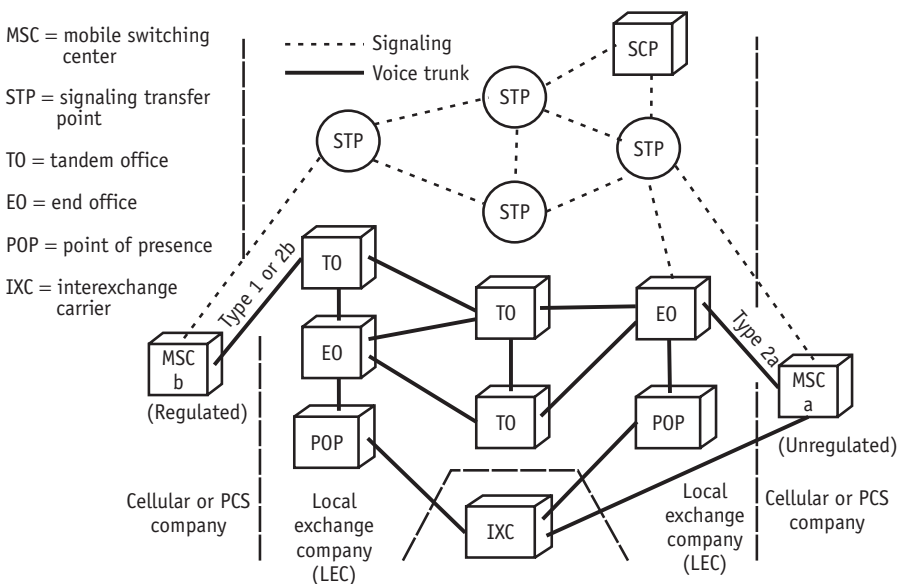 MSC = mobile switching
center
STP = signaling transfer
point
TO = tandem office
EO = end office
POP = point of presence
IXC = interexchange
carrier
Signaling
Voice trunk
SCP
STP
STP
STP
STP
Type 1 or 2b
TO
TO
EO
Type 2a
EO
MSC
b
(Regulated)
MSC
a
(Unregulated)
POP
TO
POP
IXC
Cellular or PCS
company
Local
exchange
company
(LEC)
Local
exchange
company
(LEC)
Cellular or PCS
company